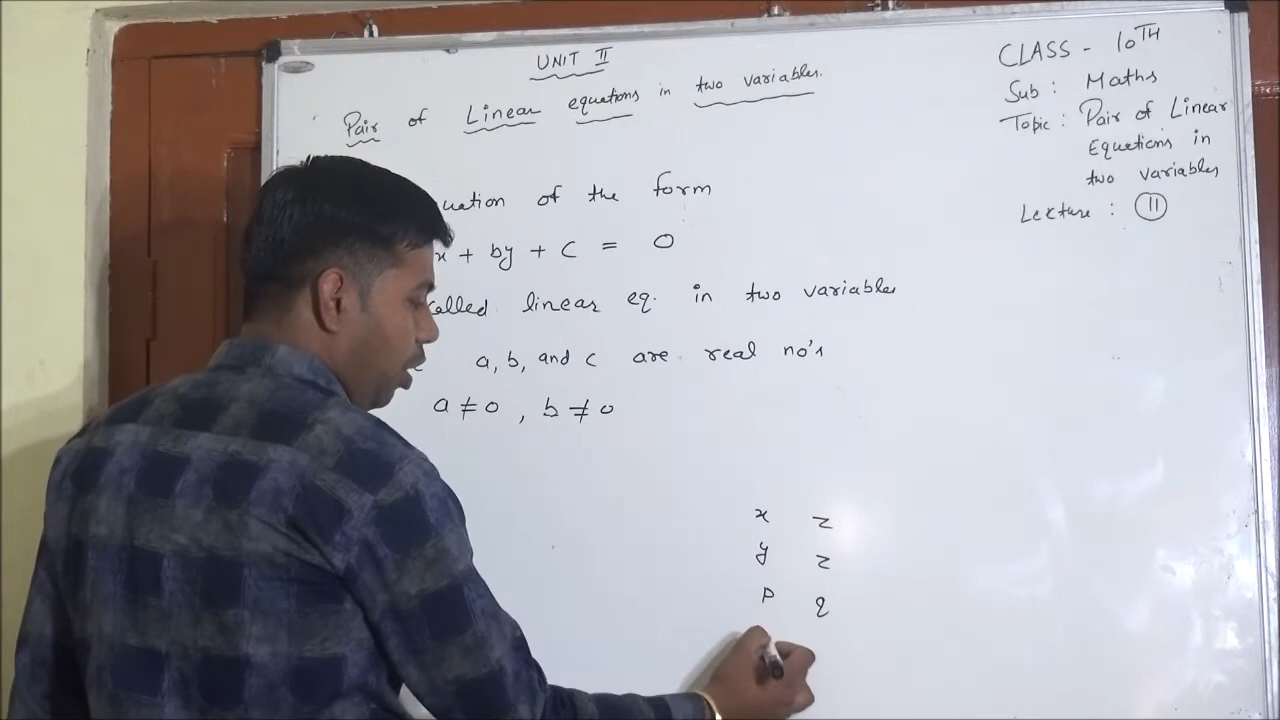 UNIT II
Pair of Linear equations in two variables.
CLASS - 10TH
Sub : Maths
Topic : Pair of Linear
Equations in
two variables
Lecture : II
uation of the form
x + by + c = 0
called linear eq. in two variables
a, b, and c are real no's
a ≠ 0 , b ≠ 0
x z
y z
p q